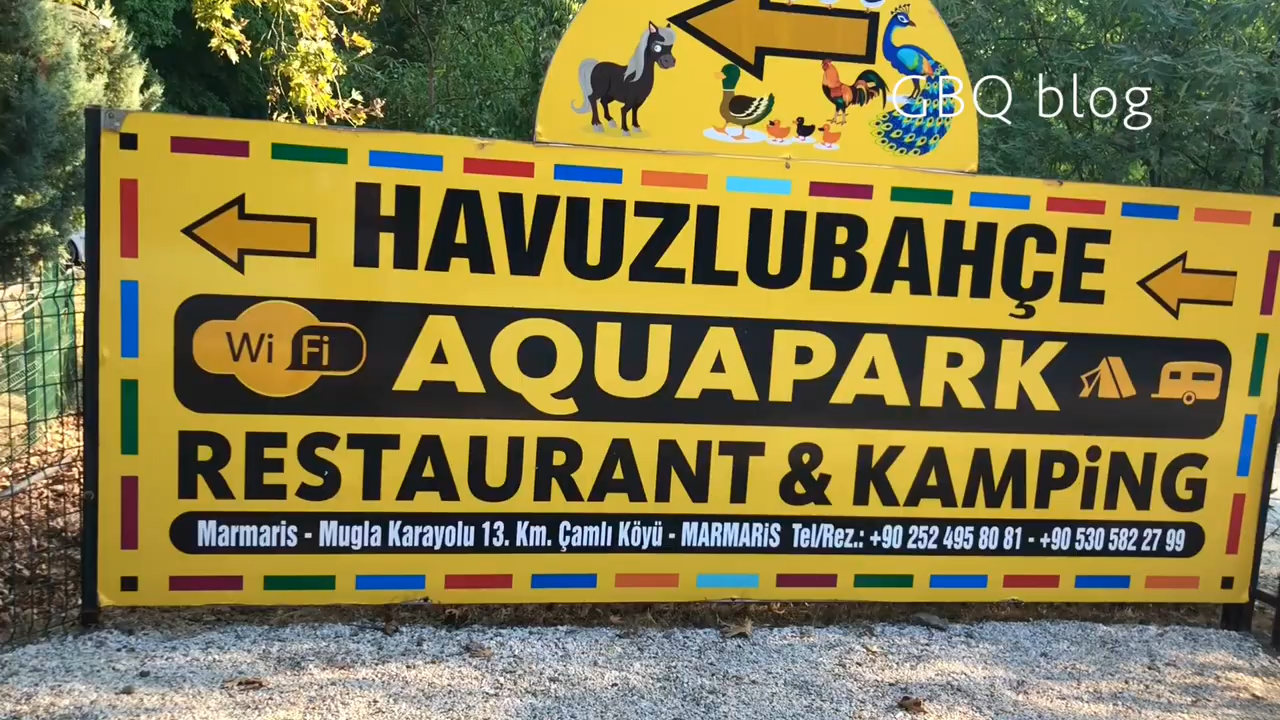 GBQ blog
HAVUZLUBAHÇE
Wi Fi AQUAPARK
RESTAURANT & KAMPiNG
Marmaris - Mugla Karayolu 13. Km. Çamlı Köyü - MARMARiS Tel/Rez.: +90 252 495 80 81 - +90 530 582 27 99